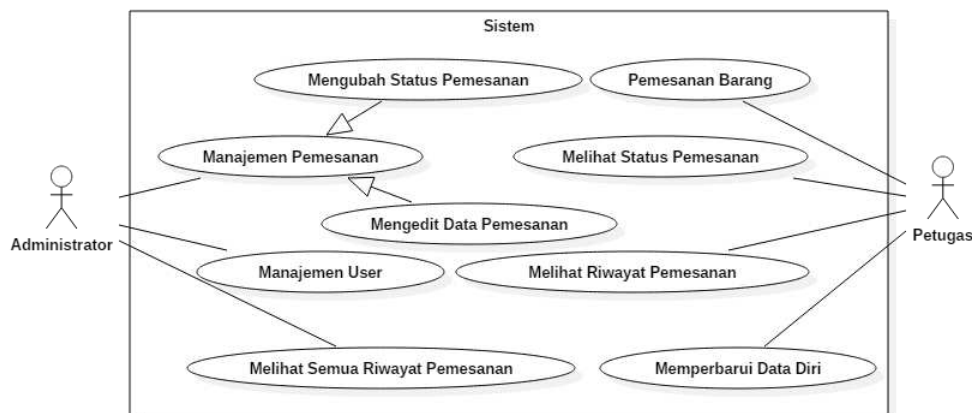 Sistem
Mengubah Status Pemesanan
Pemesanan Barang
Manajemen Pemesanan
Melihat Status Pemesanan
Administrator
Mengedit Data Pemesanan
Petugas
Manajemen User
Melihat Riwayat Pemesanan
Melihat Semua Riwayat Pemesanan
Memperbarui Data Diri